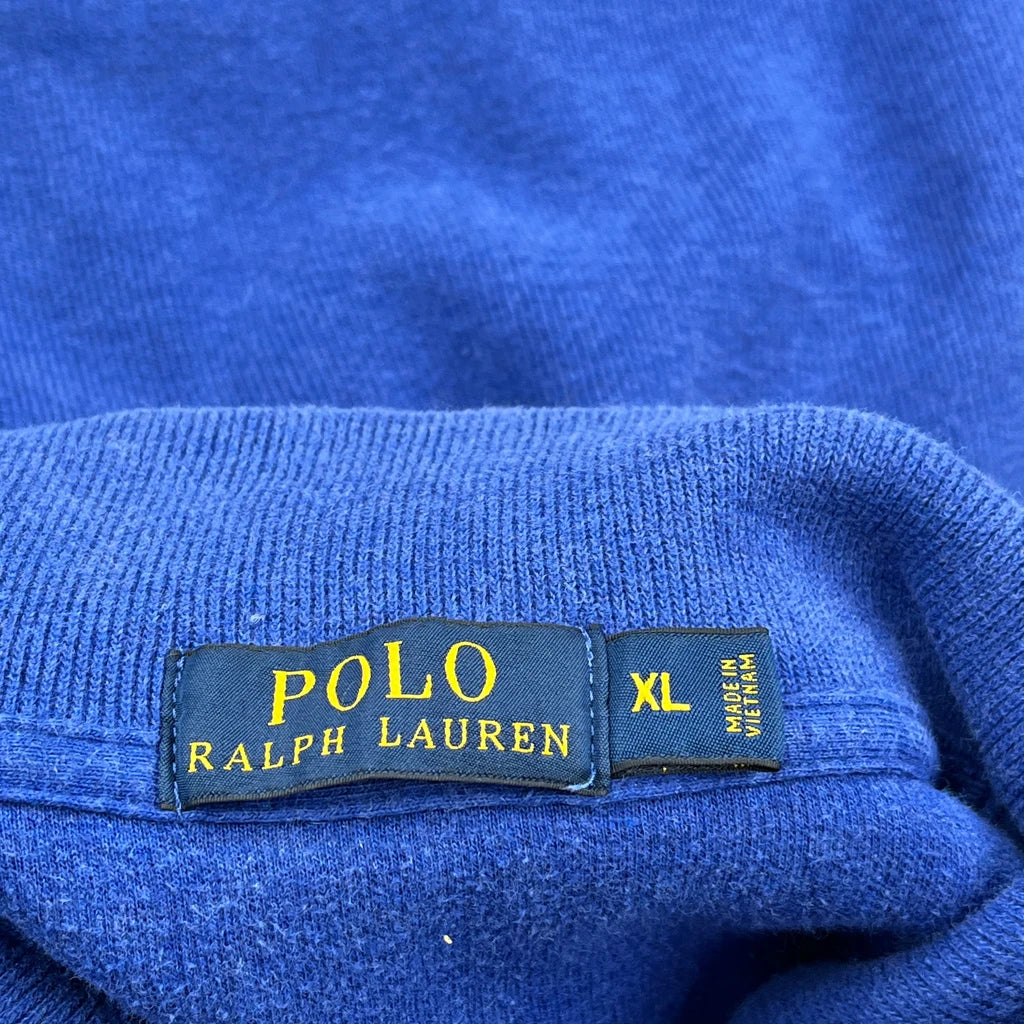 POLO
RALPH LAUREN
XL
MADE IN
VIETNAM